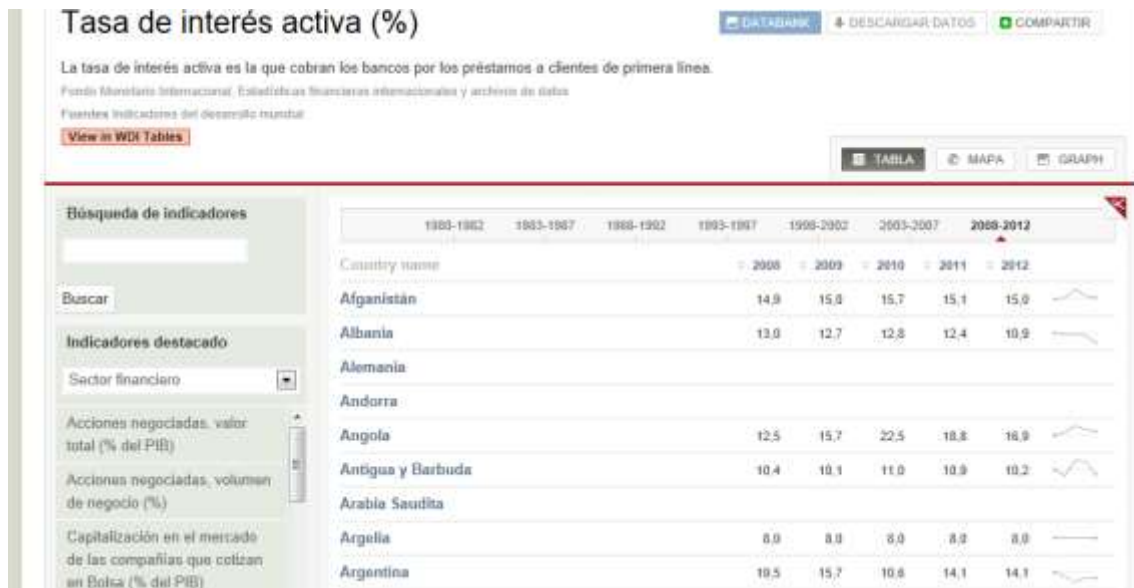 Tasa de interés activa (%)
DATABANK DESCARGAR DATOS COMPARTIR
La tasa de interés activa es la que cobran los bancos por los préstamos a clientes de primera línea.
Fondo Monetario Internacional, Estadísticas financieras internacionales y archivos de datos
Fuentes Indicadores del desarrollo mundial
View in WDI Tables
TABLA MAPA GRAPH
Búsqueda de indicadores
Buscar
Indicadores destacado
Sector financiero
Acciones negociadas, valor
total (% del PIB)
Acciones negociadas, volumen
de negocio (%)
Capitalización en el mercado
de las compañías que cotizan
en Bolsa (% del PIB)
1983-1987 1988-1992 1993-1997 1998-2002 2003-2007 2008-2012
Country name 2008 2009 2010 2011 2012
Afganistán 14,9 15,0 15,7 15,1 15,0
Albania 13,0 12,7 12,8 12,4 10,9
Alemania
Andorra
Angola 12,5 15,7 22,5 18,8 16,9
Antigua y Barbuda 10,4 10,1 11,0 10,9 10,2
Arabia Saudita
Argelia 8,0 8,0 8,0 8,0 8,0
Argentina 19,5 15,7 10,6 14,1 14,1